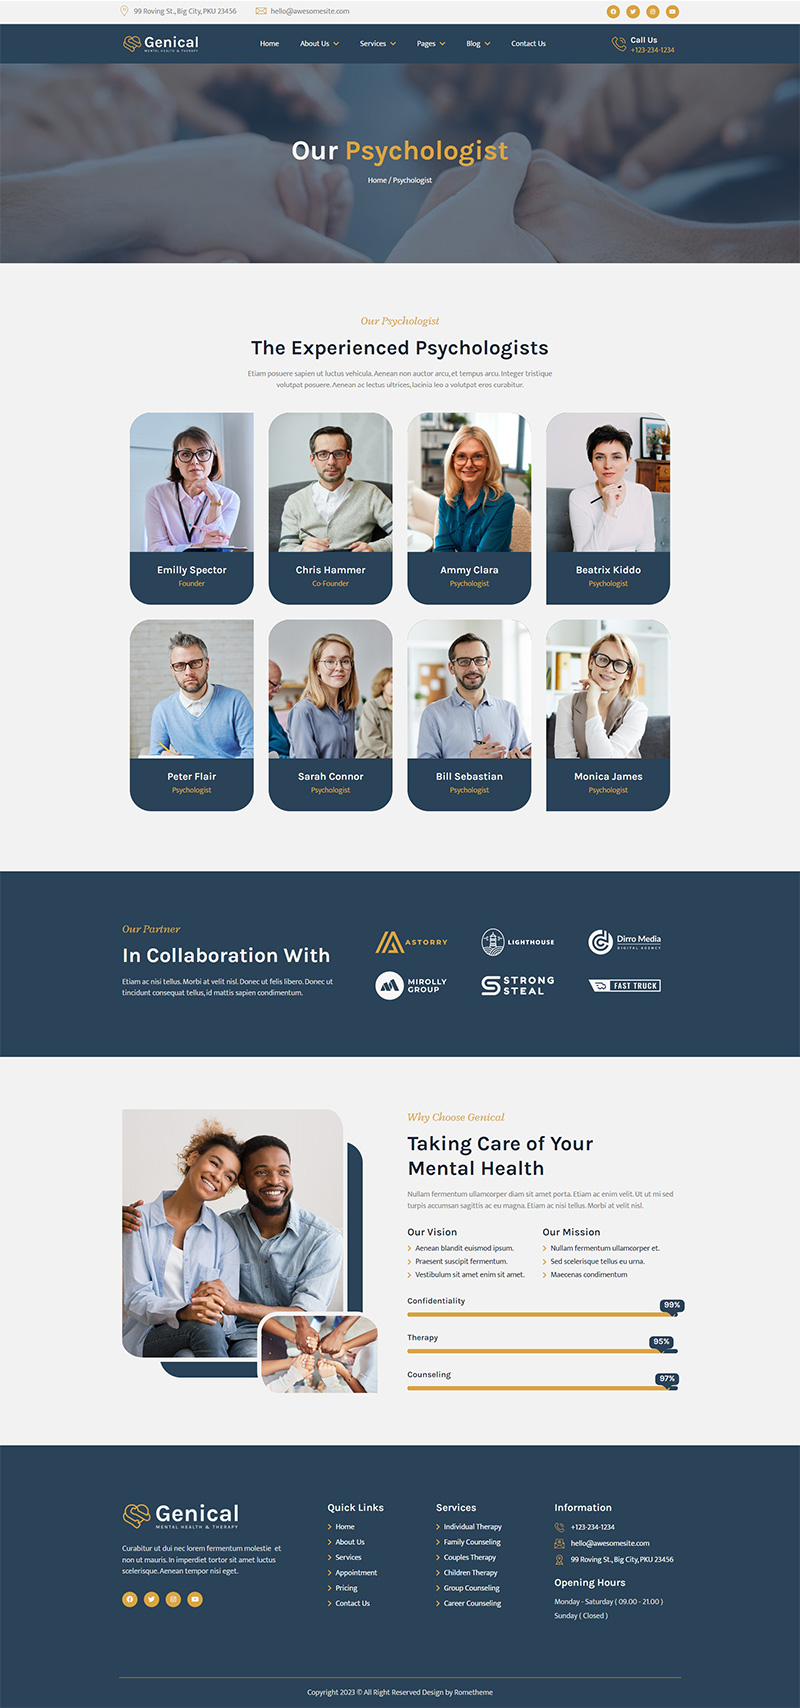 99 Roving St., Big City, PKU 23456
hello@awesomesite.com
Genical
MENTAL HEALTH & THERAPY
Home
About Us
Services
Pages
Blog
Contact Us
Call Us
+123-234-1234
Our Psychologist
Home / Psychologist
Our Psychologist
The Experienced Psychologists
Etiam posuere sapien ut luctus vehicula. Aenean non auctor arcu, et tempus arcu. Integer tristique
volutpat posuere. Aenean ac lectus ultrices, lacinia leo a volutpat eros curabitur.
Emilly Spector
Founder
Chris Hammer
Co-Founder
Ammy Clara
Psychologist
Beatrix Kiddo
Psychologist
Peter Flair
Psychologist
Sarah Connor
Psychologist
Bill Sebastian
Psychologist
Monica James
Psychologist
Our Partner
In Collaboration With
Etiam ac nisi tellus. Morbi at velit nisl. Donec ut felis libero. Donec ut
tincidunt consequat tellus, id mattis sapien condimentum.
ASTORRY
LIGHTHOUSE
Dirro Media
DIGITAL AGENCY
MIROLLY
GROUP
STRONG
STEAL
FAST TRUCK
Why Choose Genical
Taking Care of Your
Mental Health
Nullam fermentum ullamcorper diam sit amet porta. Etiam ac enim velit. Ut ut mi sed
turpis accumsan sagittis ac eu magna. Etiam ac nisi tellus. Morbi at velit nisl.
Our Vision
Aenean blandit euismod ipsum.
Praesent suscipit fermentum.
Vestibulum sit amet enim sit amet.
Our Mission
Nullam fermentum ullamcorper et.
Sed scelerisque tellus eu urna.
Maecenas condimentum
Confidentiality
99%
Therapy
95%
Counseling
97%
Genical
MENTAL HEALTH & THERAPY
Curabitur ut dui nec lorem fermentum molestie et
non ut mauris. In imperdiet tortor sit amet luctus
scelerisque. Aenean tempor nisi eget.
Quick Links
Home
About Us
Services
Appointment
Pricing
Contact Us
Services
Individual Therapy
Family Counseling
Couples Therapy
Children Therapy
Group Counseling
Career Counseling
Information
+123-234-1234
hello@awesomesite.com
99 Roving St., Big City, PKU 23456
Opening Hours
Monday - Saturday ( 09.00 - 21.00 )
Sunday ( Closed )
Copyright 2023 © All Right Reserved Design by Rometheme